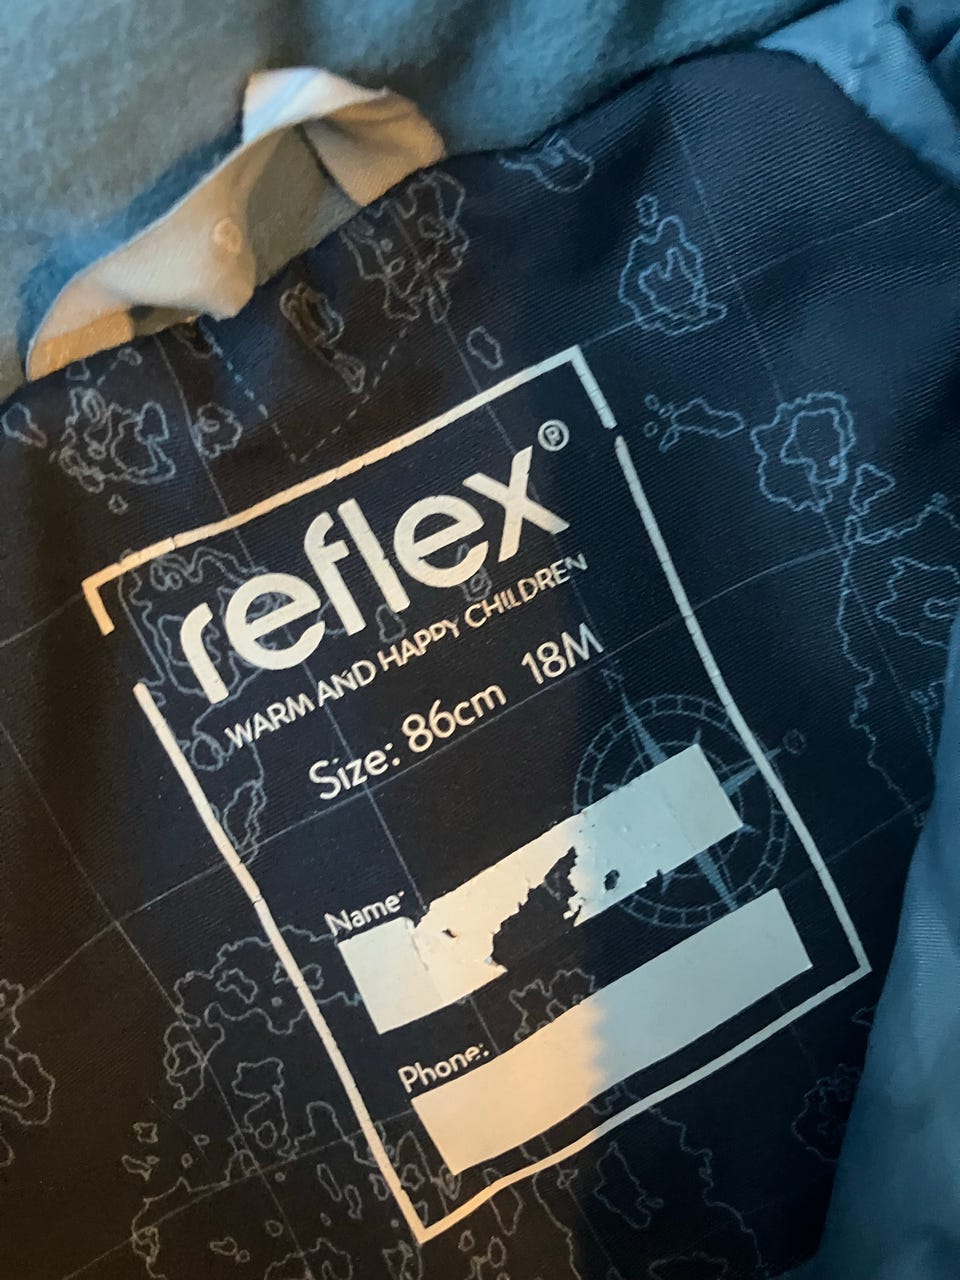 reflex®
WARM AND HAPPY CHILDREN
Size: 86cm 18M
Name:
Phone: